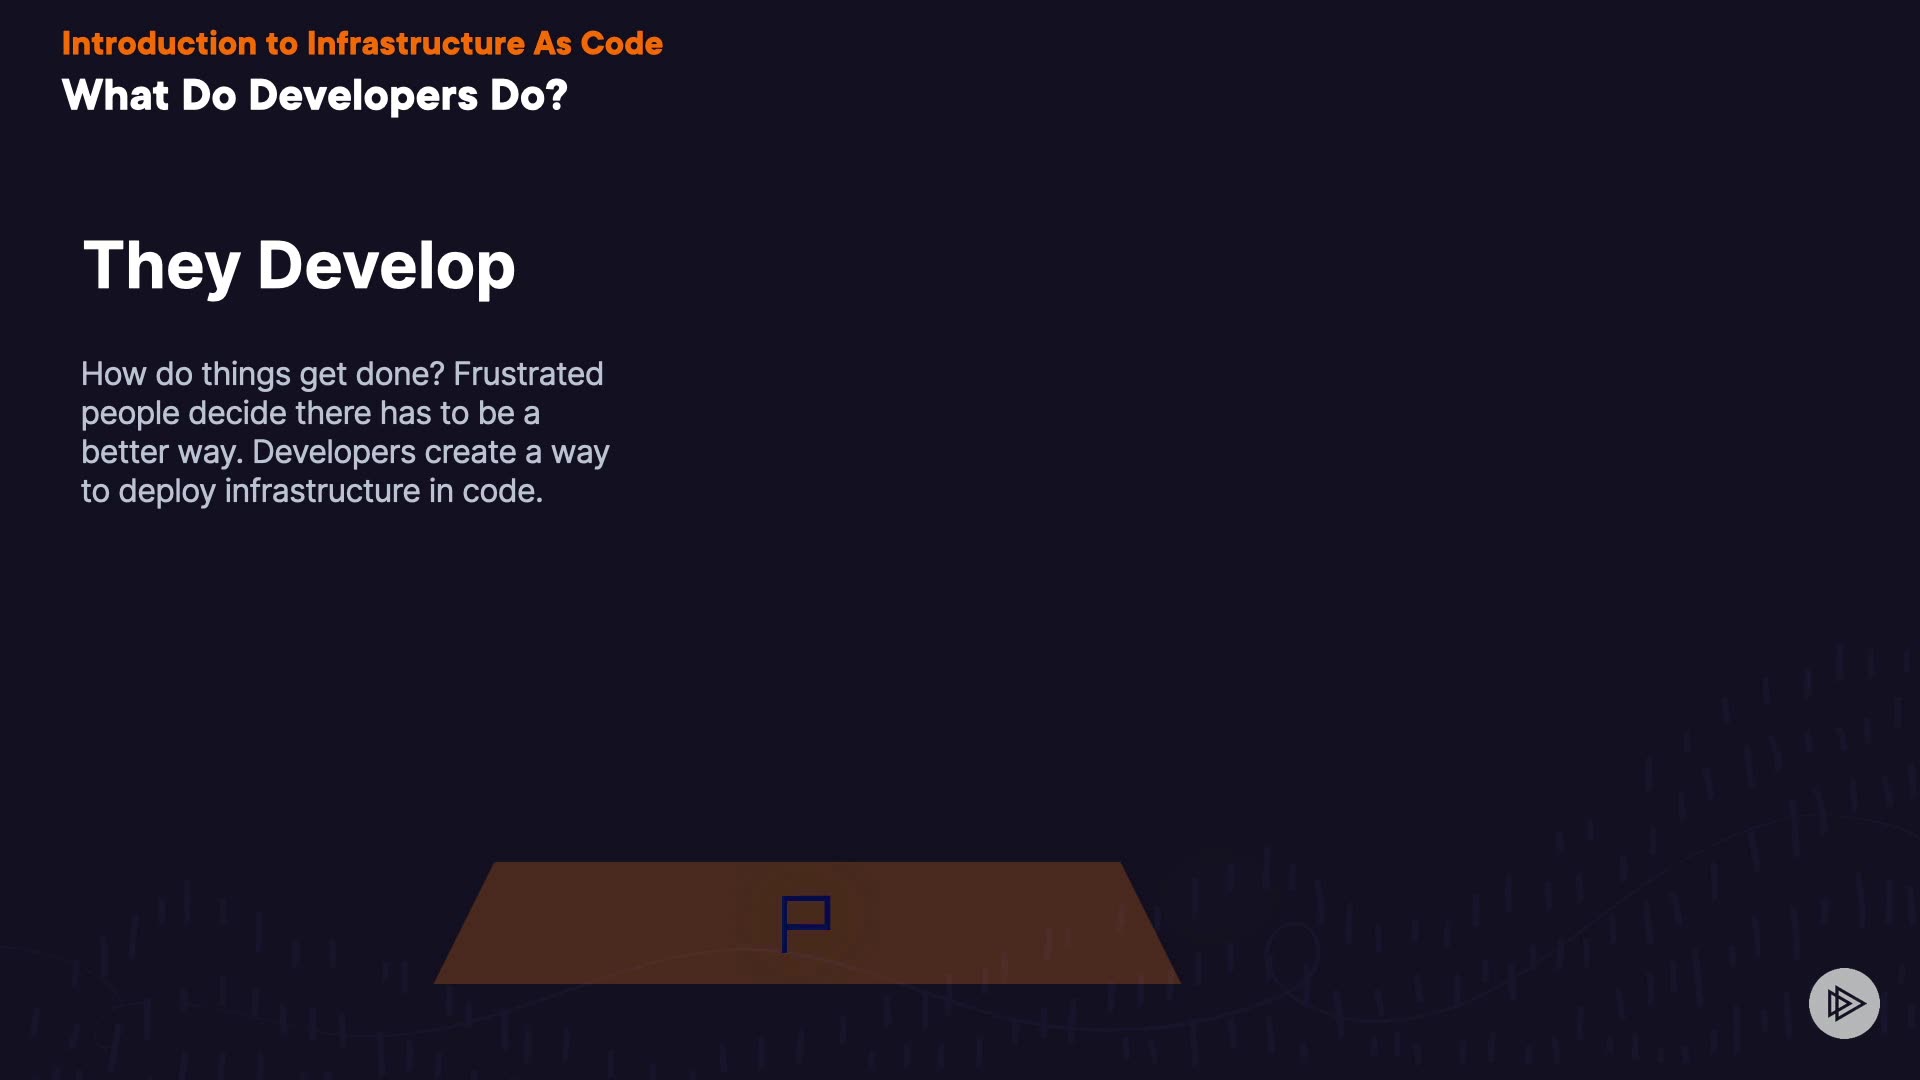 Introduction to Infrastructure As Code
What Do Developers Do?
They Develop
How do things get done? Frustrated
people decide there has to be a
better way. Developers create a way
to deploy infrastructure in code.